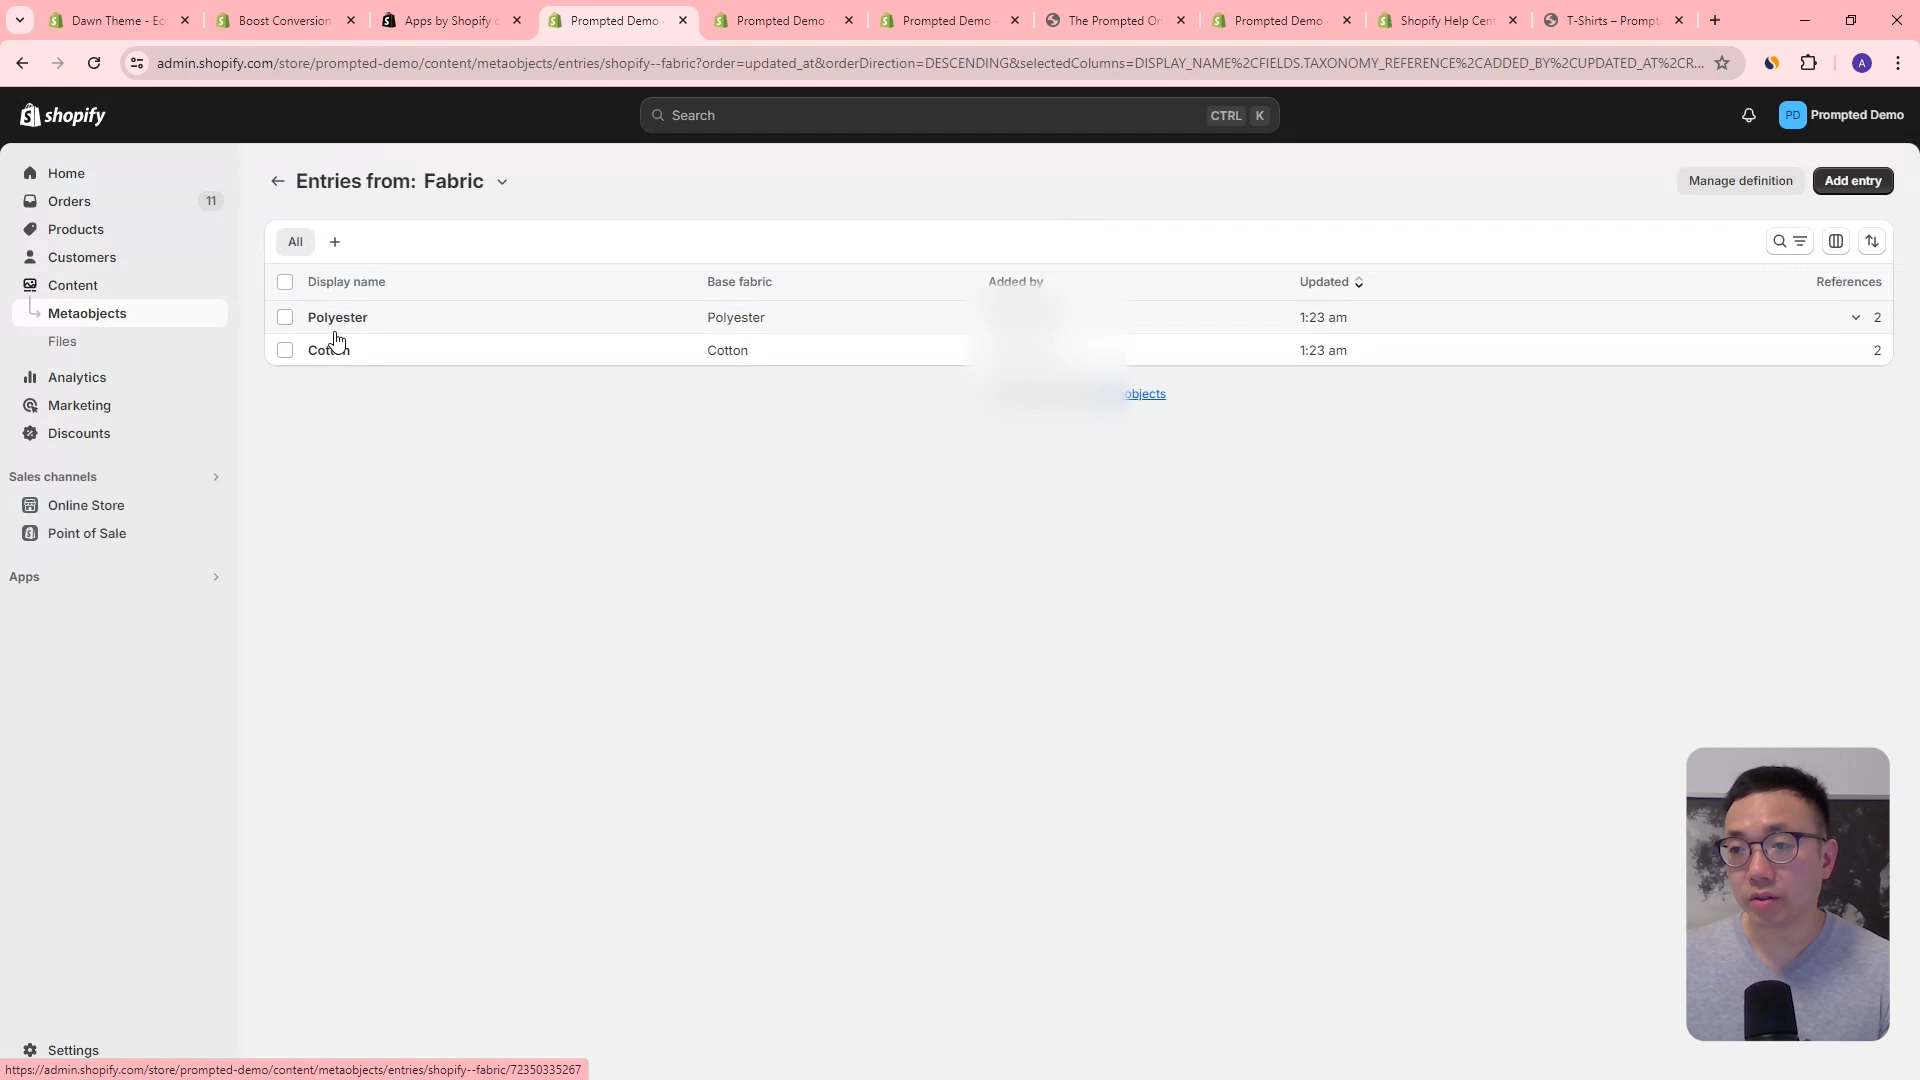 Dawn Theme - Ec
Boost Conversion
Apps by Shopify
Prompted Demo
Prompted Demo
Prompted Demo
The Prompted Or
Prompted Demo
Shopify Help Cent
T-Shirts – Prompt
admin.shopify.com/store/prompted-demo/content/metaobjects/entries/shopify--fabric?order=updated_at&orderDirection=DESCENDING&selectedColumns=DISPLAY_NAME%2CFIELDS.TAXONOMY_REFERENCE%2CADDED_BY%2CUPDATED_AT%2CR...
A
shopify
Search
CTRL K
PD Prompted Demo
Home
Orders 11
Products
Customers
Content
Metaobjects
Files
Analytics
Marketing
Discounts
Sales channels
Online Store
Point of Sale
Apps
Settings
Entries from: Fabric
Manage definition
Add entry
All
Display name Base fabric Added by Updated References
Polyester Polyester 1:23 am 2
Cotton Cotton 1:23 am 2
objects
https://admin.shopify.com/store/prompted-demo/content/metaobjects/entries/shopify--fabric/72350335267